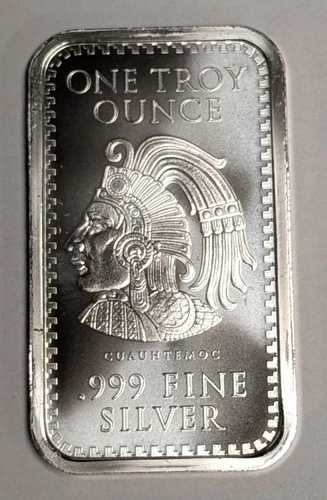 ONE TROY
OUNCE
CUAUHTEMOC
.999 FINE
SILVER